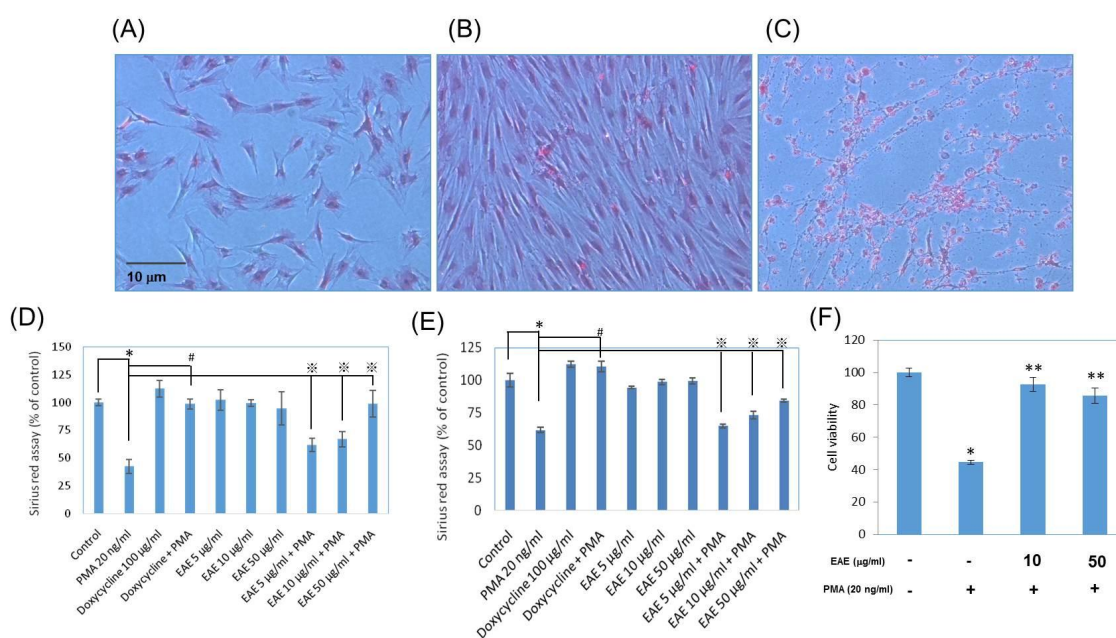 (A)
(B)
(C)
10 μm
(D)
Sirius red assay (% of control)
150
125
100
75
50
25
0
*
#
※
※
※
Control
PMA 20 ng/ml
Doxycycline 100 μg/ml
Doxycycline + PMA
EAE 5 μg/ml
EAE 10 μg/ml
EAE 50 μg/ml
EAE 5 μg/ml + PMA
EAE 10 μg/ml + PMA
EAE 50 μg/ml + PMA
(E)
Sirius red assay (% of control)
125
100
75
50
25
0
*
#
※
※
※
Control
PMA 20 ng/ml
Doxycycline 100 μg/ml
Doxycycline + PMA
EAE 5 μg/ml
EAE 10 μg/ml
EAE 50 μg/ml
EAE 5 μg/ml + PMA
EAE 10 μg/ml + PMA
EAE 50 μg/ml + PMA
(F)
Cell viability
120
100
80
60
40
20
0
*
**
**
EAE (μg/ml) - - 10 50
PMA (20 ng/ml) - + + +